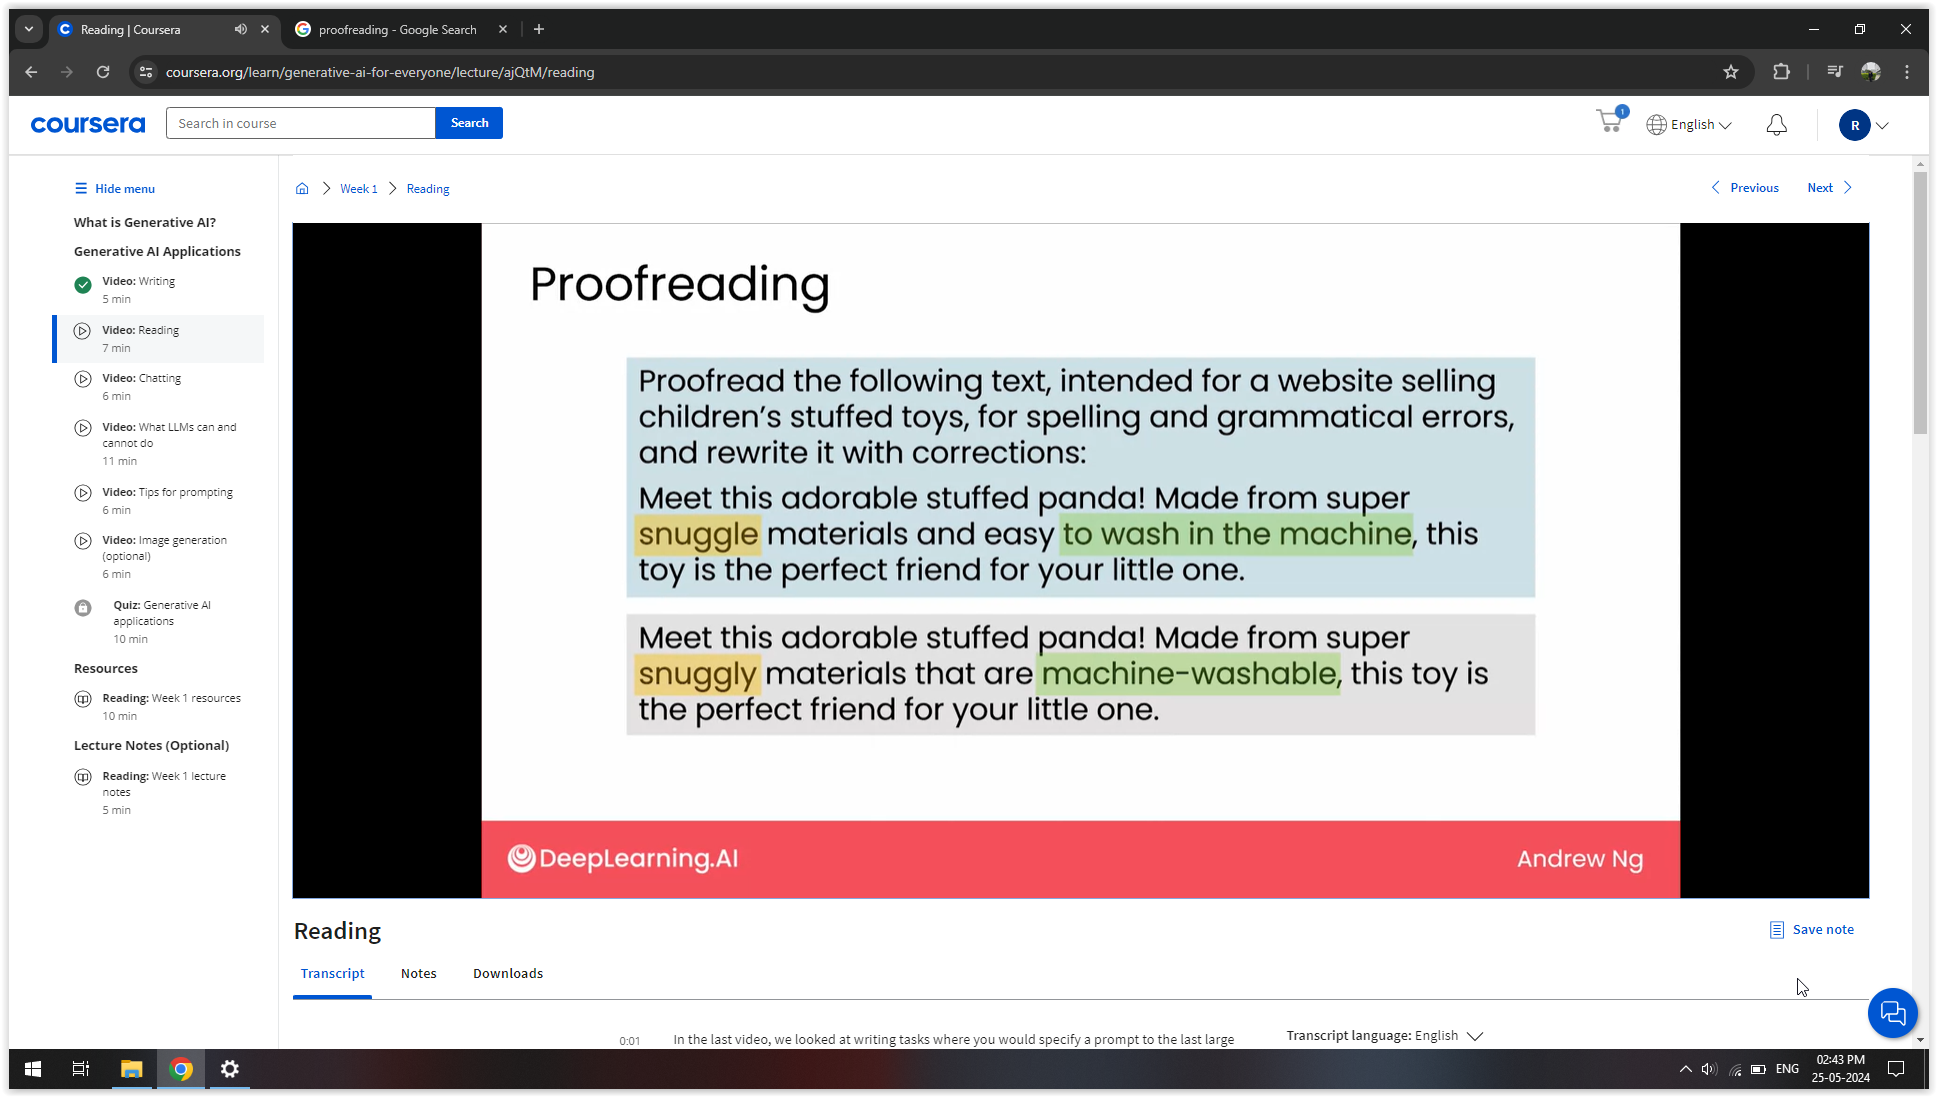 Reading | Coursera
proofreading - Google Search
coursera.org/learn/generative-ai-for-everyone/lecture/ajQtM/reading
coursera
Search in course
Search
1
English
R
Hide menu
What is Generative AI?
Generative AI Applications
Video: Writing
5 min
Video: Reading
7 min
Video: Chatting
6 min
Video: What LLMs can and
cannot do
11 min
Video: Tips for prompting
6 min
Video: Image generation
(optional)
6 min
Quiz: Generative AI
applications
10 min
Resources
Reading: Week 1 resources
10 min
Lecture Notes (Optional)
Reading: Week 1 lecture
notes
5 min
Week 1
Reading
Previous
Next
Proofreading
Proofread the following text, intended for a website selling
children's stuffed toys, for spelling and grammatical errors,
and rewrite it with corrections:
Meet this adorable stuffed panda! Made from super
snuggle materials and easy to wash in the machine, this
toy is the perfect friend for your little one.
Meet this adorable stuffed panda! Made from super
snuggly materials that are machine-washable, this toy is
the perfect friend for your little one.
DeepLearning.AI
Andrew Ng
Reading
Save note
Transcript
Notes
Downloads
0:01
In the last video, we looked at writing tasks where you would specify a prompt to the last large
Transcript language: English
ENG
02:43 PM
25-05-2024